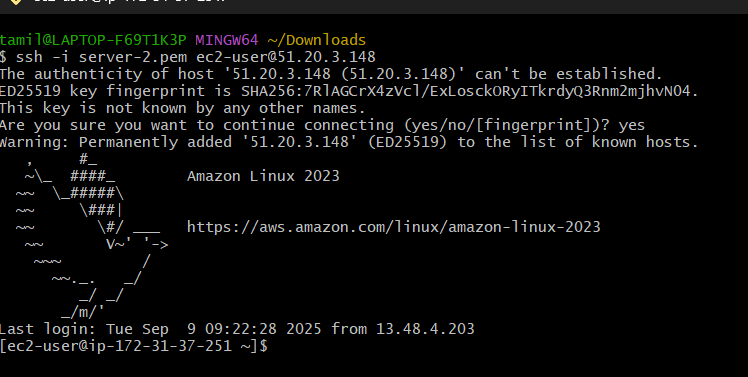 tamil@LAPTOP-F69T1K3P MINGW64 ~/Downloads
$ ssh -i server-2.pem ec2-user@51.20.3.148
The authenticity of host '51.20.3.148 (51.20.3.148)' can't be established.
ED25519 key fingerprint is SHA256:7RlAGCrX4zVcl/ExLosckORyITkrdyQ3Rnm2mjhvN04.
This key is not known by any other names.
Are you sure you want to continue connecting (yes/no/[fingerprint])? yes
Warning: Permanently added '51.20.3.148' (ED25519) to the list of known hosts.
   ,     #_
   ~\_  ####_        Amazon Linux 2023
  ~~  \_#####\
  ~~     \###|
  ~~       \#/ ___   https://aws.amazon.com/linux/amazon-linux-2023
   ~~       V~' '->
    ~~~         /
      ~~._.   _/
         _/ _/
       _/m/'
Last login: Tue Sep  9 09:22:28 2025 from 13.48.4.203
[ec2-user@ip-172-31-37-251 ~]$